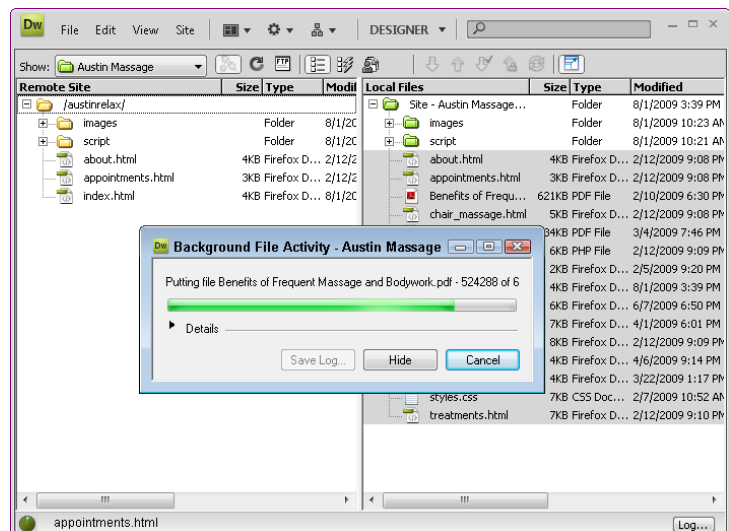 Dw File Edit View Site DESIGNER
Show: Austin Massage FTP
Remote Site Size Type Modif Local Files Size Type Modified
/austinrelax/ Site - Austin Massage... Folder 8/1/2009 3:39 PM
images Folder 8/1/20 images Folder 8/1/2009 10:23 AM
script Folder 8/1/20 script Folder 8/1/2009 10:21 AM
about.html 4KB Firefox D... 2/12/2 about.html 4KB Firefox D... 2/12/2009 9:08 PM
appointments.html 3KB Firefox D... 2/12/2 appointments.html 3KB Firefox D... 2/12/2009 9:08 PM
index.html 4KB Firefox D... 8/1/20 Benefits of Frequ... 621KB PDF File 2/10/2009 6:30 PM
chair_massage.html 5KB Firefox D... 2/12/2009 9:08 PM
34KB PDF File 3/4/2009 7:46 PM
Dw Background File Activity - Austin Massage 6KB PHP File 2/12/2009 9:09 PM
2KB Firefox D... 2/5/2009 9:20 PM
Putting file Benefits of Frequent Massage and Bodywork.pdf - 524288 of 6 4KB Firefox D... 8/1/2009 3:39 PM
6KB Firefox D... 6/7/2009 6:50 PM
Details 7KB Firefox D... 4/1/2009 6:01 PM
8KB Firefox D... 2/12/2009 9:09 PM
Save Log... Hide Cancel 4KB Firefox D... 4/6/2009 9:14 PM
4KB Firefox D... 3/22/2009 1:17 PM
styles.css 7KB CSS Doc... 2/7/2009 10:52 AM
treatments.html 7KB Firefox D... 2/12/2009 9:10 PM
appointments.html Log...